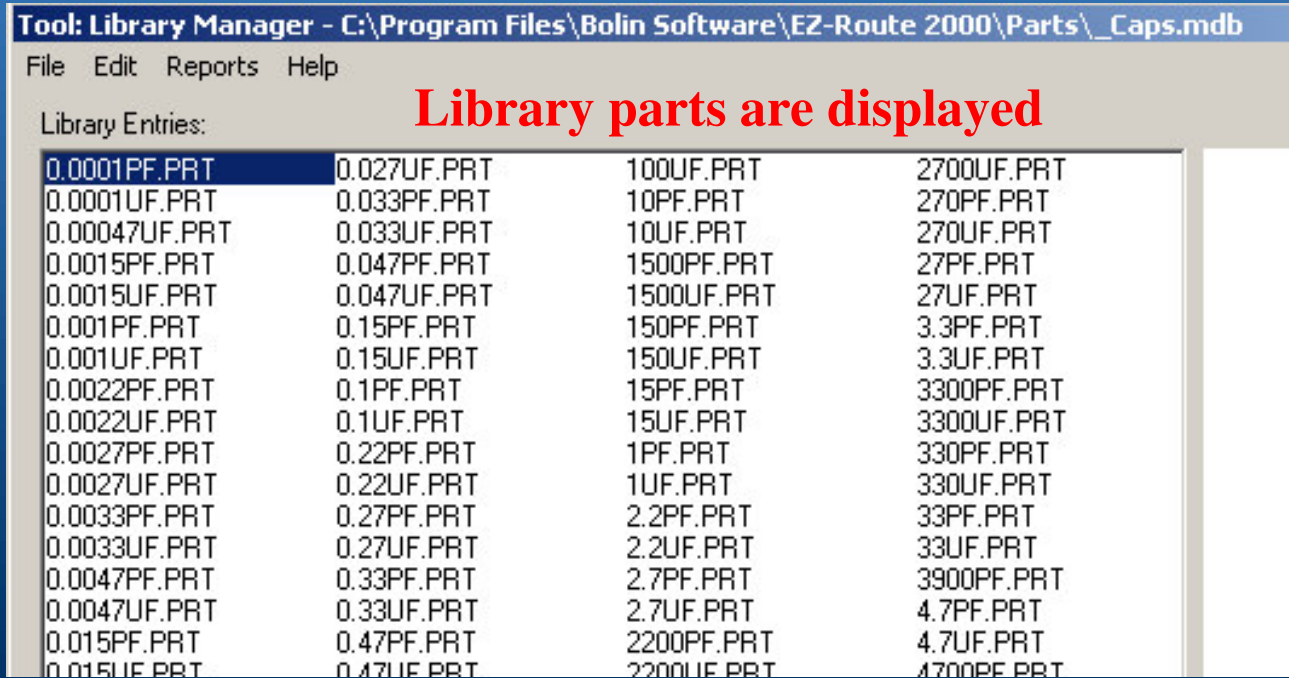 Tool: Library Manager - C:\Program Files\Bolin Software\EZ-Route 2000\Parts\_Caps.mdb
File Edit Reports Help
Library parts are displayed
Library Entries:
0.0001PF.PRT 0.027UF.PRT 100UF.PRT 2700UF.PRT
0.0001UF.PRT 0.033PF.PRT 10PF.PRT 270PF.PRT
0.00047UF.PRT 0.033UF.PRT 10UF.PRT 270UF.PRT
0.0015PF.PRT 0.047PF.PRT 1500PF.PRT 27PF.PRT
0.0015UF.PRT 0.047UF.PRT 1500UF.PRT 27UF.PRT
0.001PF.PRT 0.15PF.PRT 150PF.PRT 3.3PF.PRT
0.001UF.PRT 0.15UF.PRT 150UF.PRT 3.3UF.PRT
0.0022PF.PRT 0.1PF.PRT 15PF.PRT 3300PF.PRT
0.0022UF.PRT 0.1UF.PRT 15UF.PRT 3300UF.PRT
0.0027PF.PRT 0.22PF.PRT 1PF.PRT 330PF.PRT
0.0027UF.PRT 0.22UF.PRT 1UF.PRT 330UF.PRT
0.0033PF.PRT 0.27PF.PRT 2.2PF.PRT 33PF.PRT
0.0033UF.PRT 0.27UF.PRT 2.2UF.PRT 33UF.PRT
0.0047PF.PRT 0.33PF.PRT 2.7PF.PRT 3900PF.PRT
0.0047UF.PRT 0.33UF.PRT 2.7UF.PRT 4.7PF.PRT
0.015PF.PRT 0.47PF.PRT 2200PF.PRT 4.7UF.PRT
0.015UF.PRT 0.47UF.PRT 2200UF.PRT 4700PF.PRT